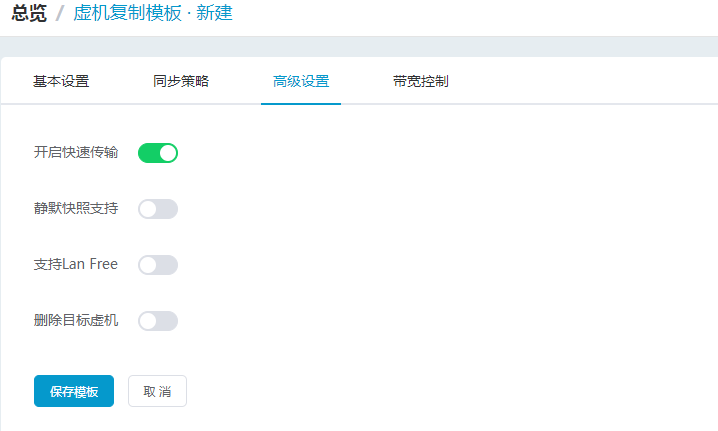 总览 / 虚机复制模板 · 新建
基本设置 同步策略 高级设置 带宽控制
开启快速传输
静默快照支持
支持Lan Free
删除目标虚机
保存模板 取消